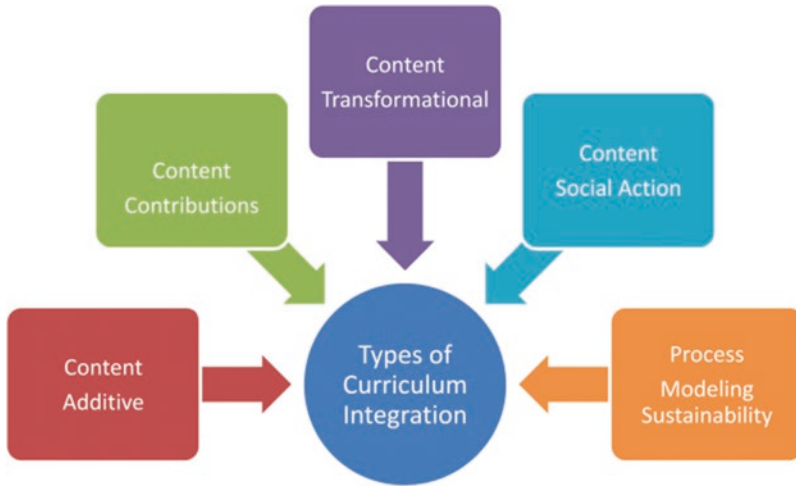 Content
Transformational
Content
Contributions
Content
Social Action
Content
Additive
Types of
Curriculum
Integration
Process
Modeling
Sustainability